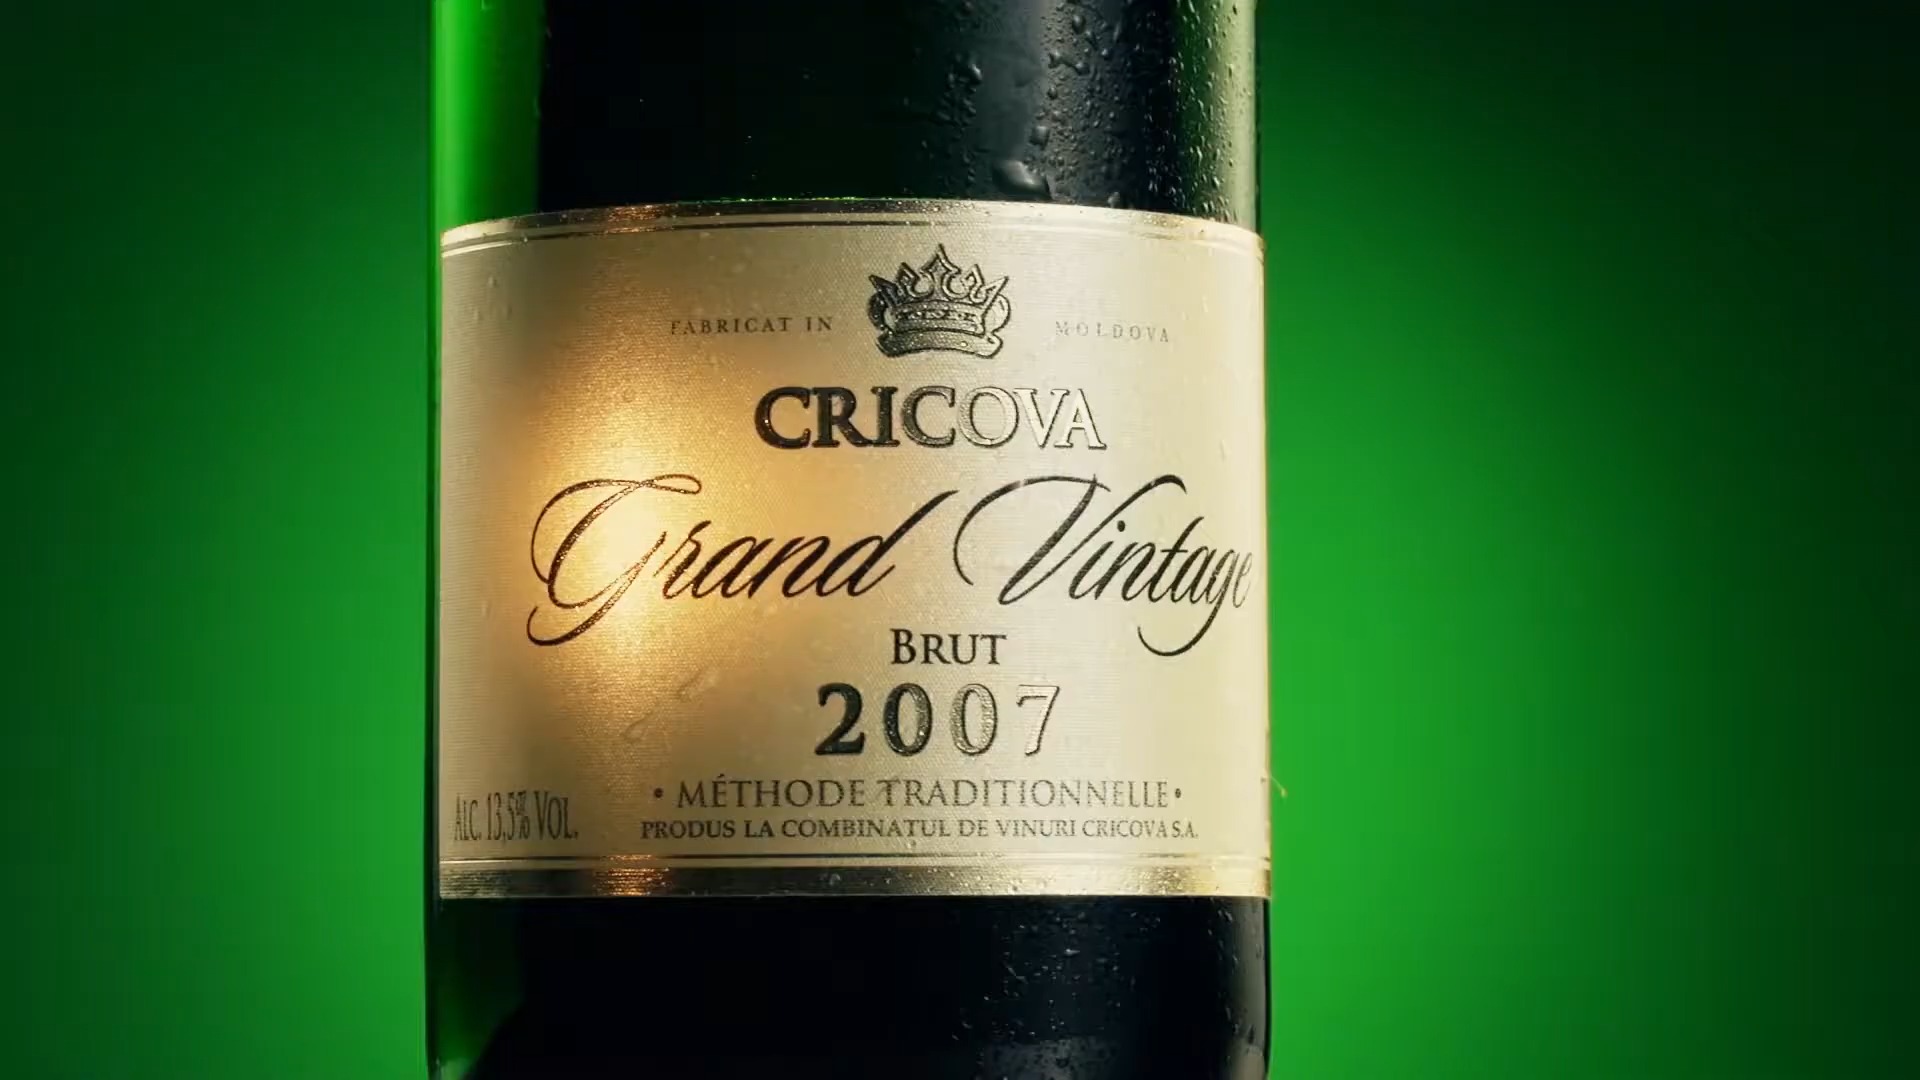 FABRICAT IN MOLDOVA
CRICOVA
Grand Vintage
BRUT
2007
• MÉTHODE TRADITIONNELLE •
ALC. 13,5% VOL.
PRODUS LA COMBINATUL DE VINURI CRICOVA S.A.